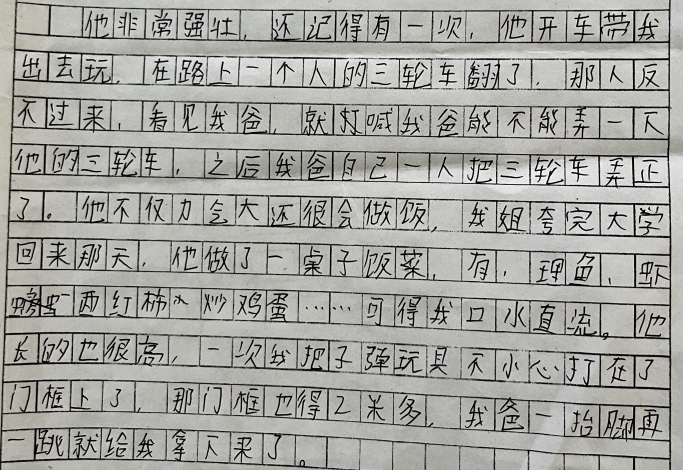 他非常强壮，还记得有一次，他开车带我
出去玩，在路上一个人的三轮车翻了，那人反
不过来，看见我爸，就打喊我爸能不能弄一下
他的三轮车，之后我爸自己一人把三轮车弄正
了。他不仅力气大还很会做饭，我姐考完大学
回来那天，他做了一桌子饭菜，有，理鱼、虾
西红柿炒鸡蛋……可得我口水直流。他
长的也很高，一次我把子弹玩具不小心打在了
门框上了，那门框也得2米多，我爸一抬脚再
一跳就给我拿下来了。